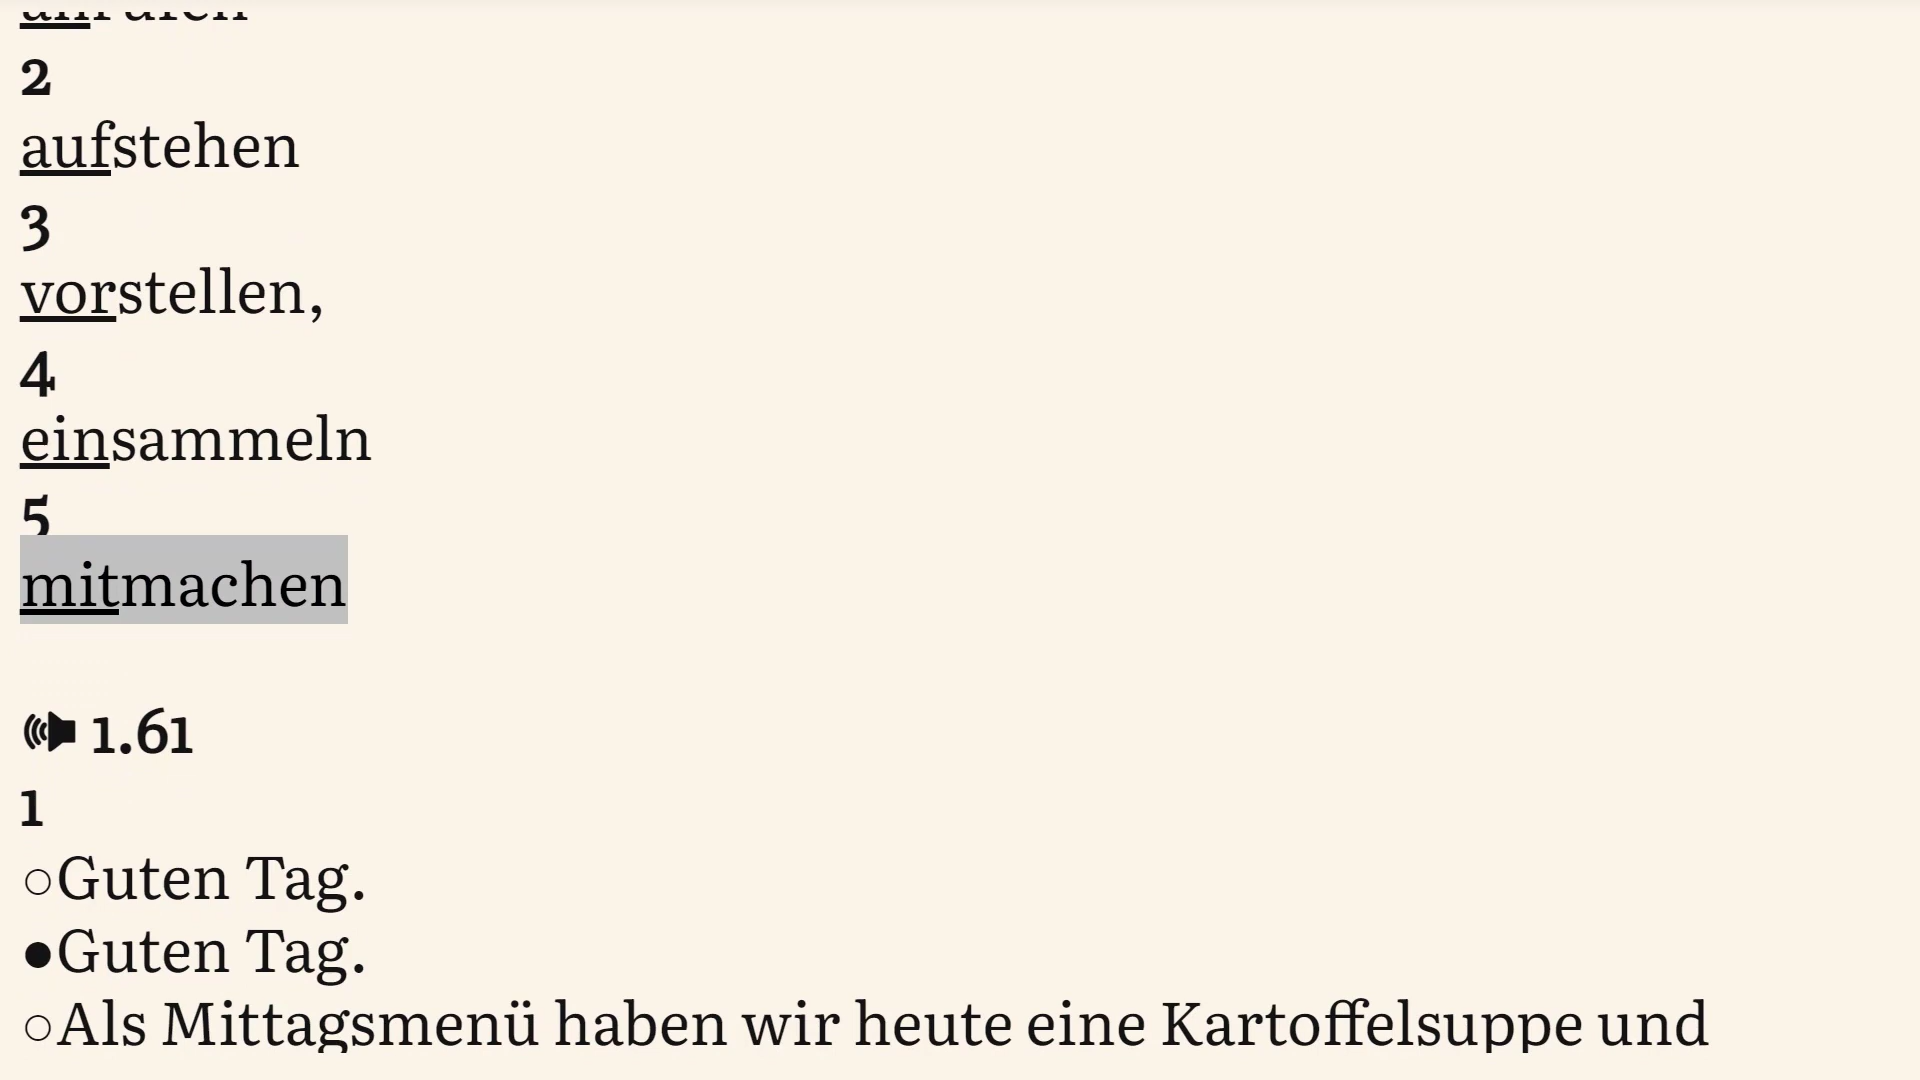 2
aufstehen
3
vorstellen,
4
einsammeln
5
mitmachen
1.61
1
○Guten Tag.
●Guten Tag.
○Als Mittagsmenü haben wir heute eine Kartoffelsuppe und